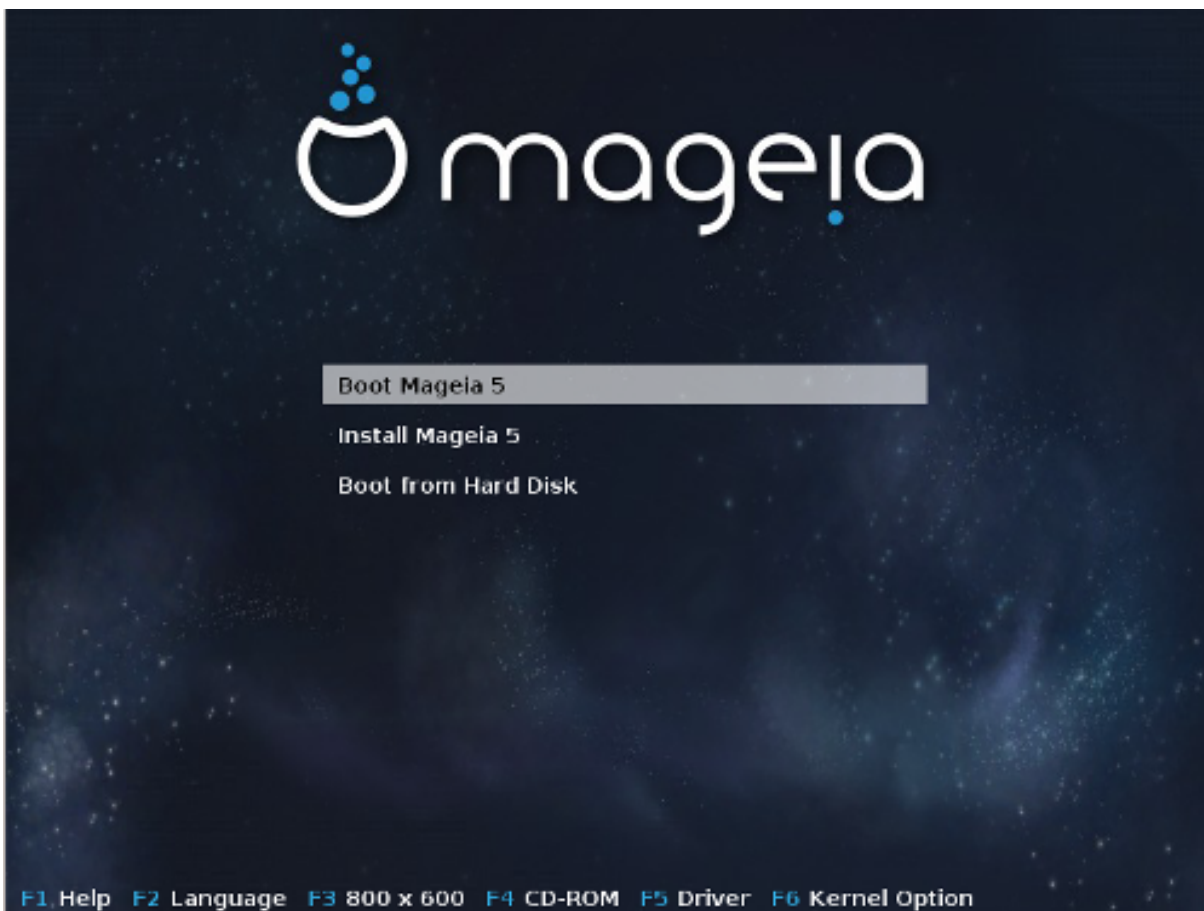 mageia
Boot Mageia 5
Install Mageia 5
Boot from Hard Disk
F1 Help F2 Language F3 800 x 600 F4 CD-ROM F5 Driver F6 Kernel Option